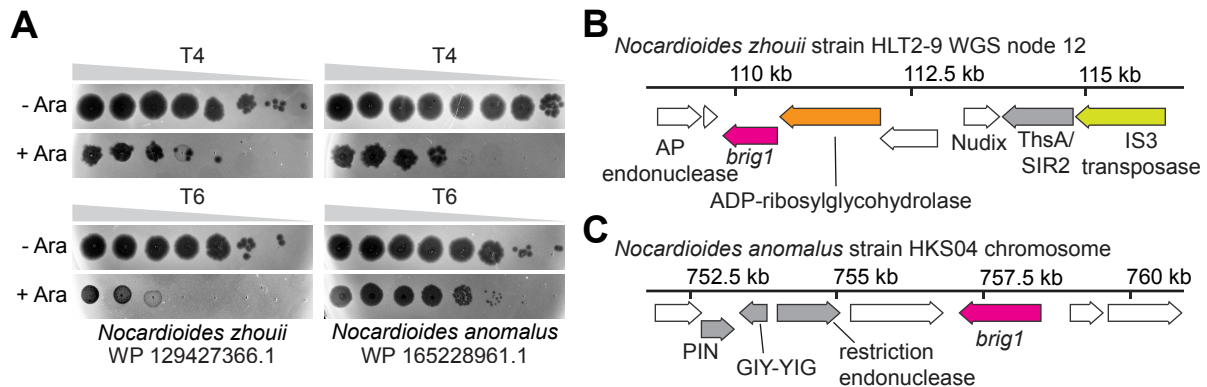 A
T4
T4
- Ara
+ Ara
T6
T6
- Ara
+ Ara
Nocardioides zhouii
WP 129427366.1
Nocardioides anomalus
WP 165228961.1
B
Nocardioides zhouii strain HLT2-9 WGS node 12
110 kb
112.5 kb
115 kb
AP
endonuclease
brig1
ADP-ribosylglycohydrolase
Nudix
ThsA/
SIR2
IS3
transposase
C
Nocardioides anomalus strain HKS04 chromosome
752.5 kb
755 kb
757.5 kb
760 kb
PIN
GIY-YIG
restriction
endonuclease
brig1